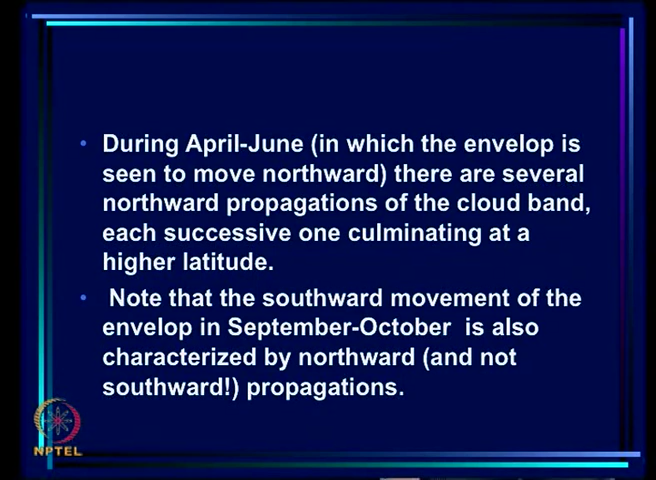 • During April-June (in which the envelop is
seen to move northward) there are several
northward propagations of the cloud band,
each successive one culminating at a
higher latitude.
• Note that the southward movement of the
envelop in September-October is also
characterized by northward (and not
southward!) propagations.
NPTEL